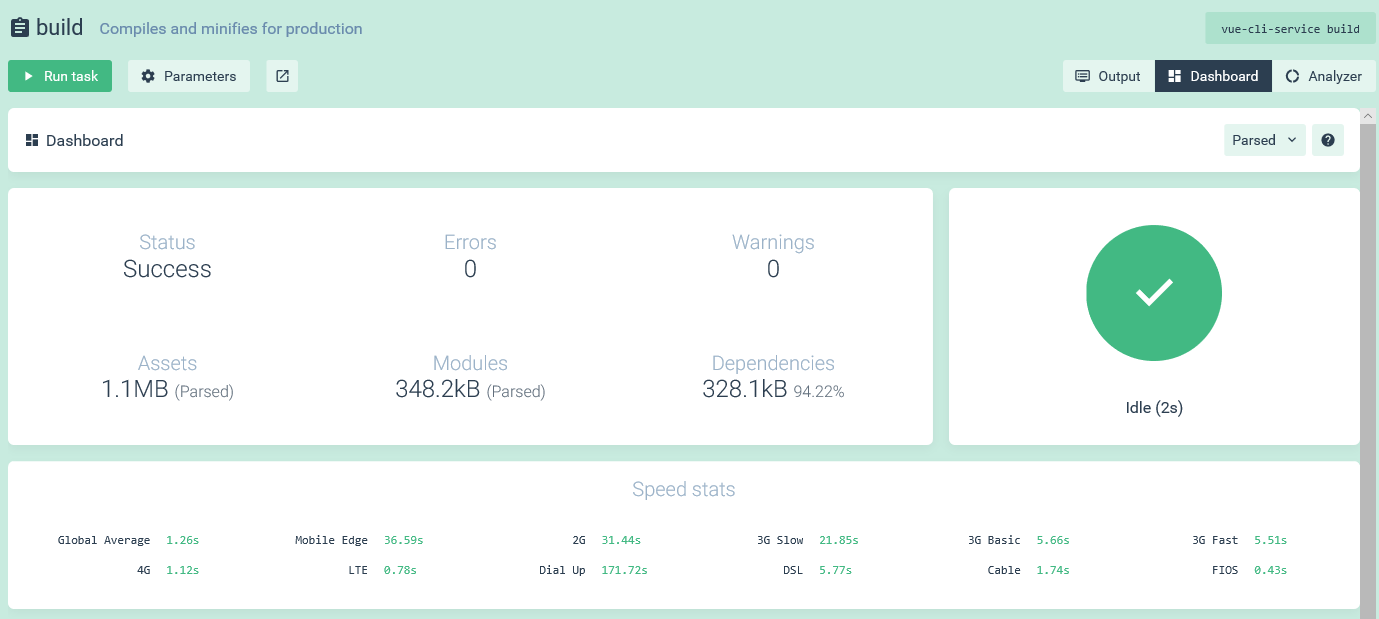 build Compiles and minifies for production vue-cli-service build
Run task Parameters Output Dashboard Analyzer
Dashboard Parsed ?
Status Errors Warnings
Success 0 0
Assets Modules Dependencies
1.1MB (Parsed) 348.2kB (Parsed) 328.1kB 94.22%
Idle (2s)
Speed stats
Global Average 1.26s Mobile Edge 36.59s 2G 31.44s 3G Slow 21.85s 3G Basic 5.66s 3G Fast 5.51s
4G 1.12s LTE 0.78s Dial Up 171.72s DSL 5.77s Cable 1.74s FIOS 0.43s